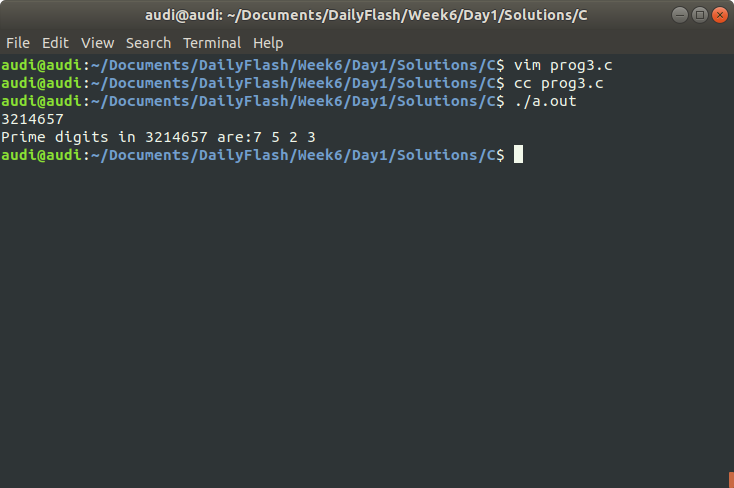 audi@audi: ~/Documents/DailyFlash/Week6/Day1/Solutions/C
File Edit View Search Terminal Help
audi@audi:~/Documents/DailyFlash/Week6/Day1/Solutions/C$ vim prog3.c
audi@audi:~/Documents/DailyFlash/Week6/Day1/Solutions/C$ cc prog3.c
audi@audi:~/Documents/DailyFlash/Week6/Day1/Solutions/C$ ./a.out
3214657
Prime digits in 3214657 are:7 5 2 3
audi@audi:~/Documents/DailyFlash/Week6/Day1/Solutions/C$